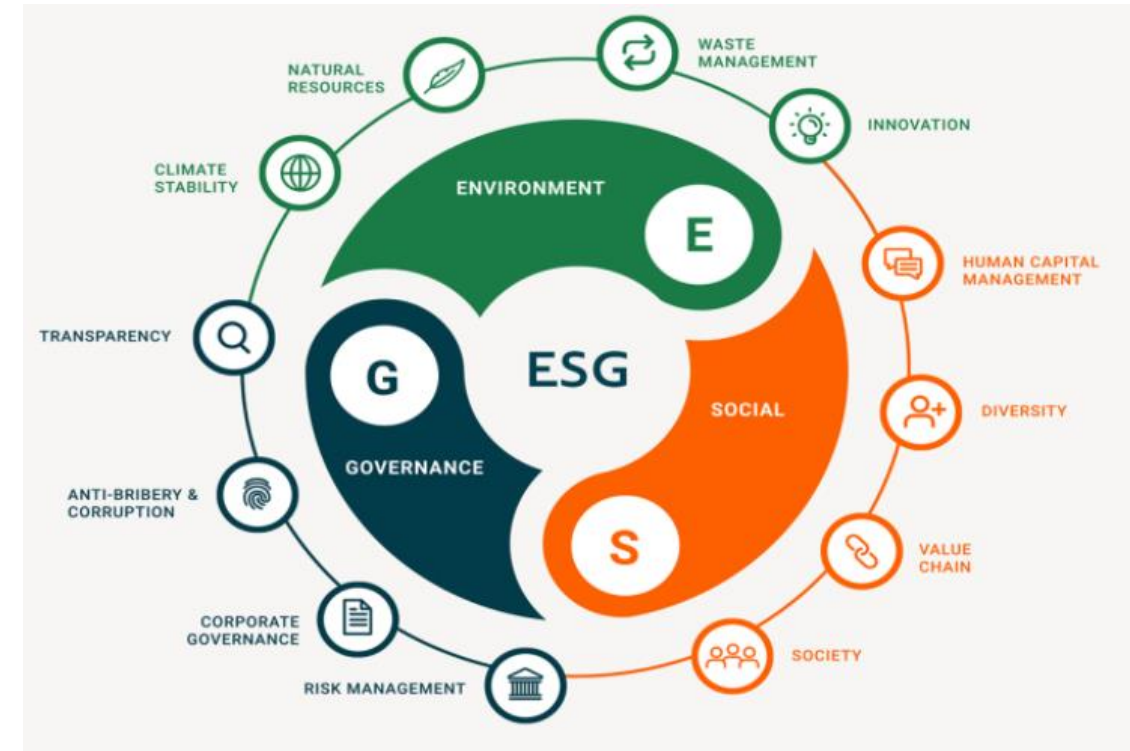 WASTE
MANAGEMENT
NATURAL
RESOURCES
INNOVATION
CLIMATE
STABILITY
ENVIRONMENT
E
HUMAN CAPITAL
MANAGEMENT
TRANSPARENCY
G
ESG
SOCIAL
DIVERSITY
GOVERNANCE
ANTI-BRIBERY &
CORRUPTION
S
VALUE
CHAIN
CORPORATE
GOVERNANCE
SOCIETY
RISK MANAGEMENT